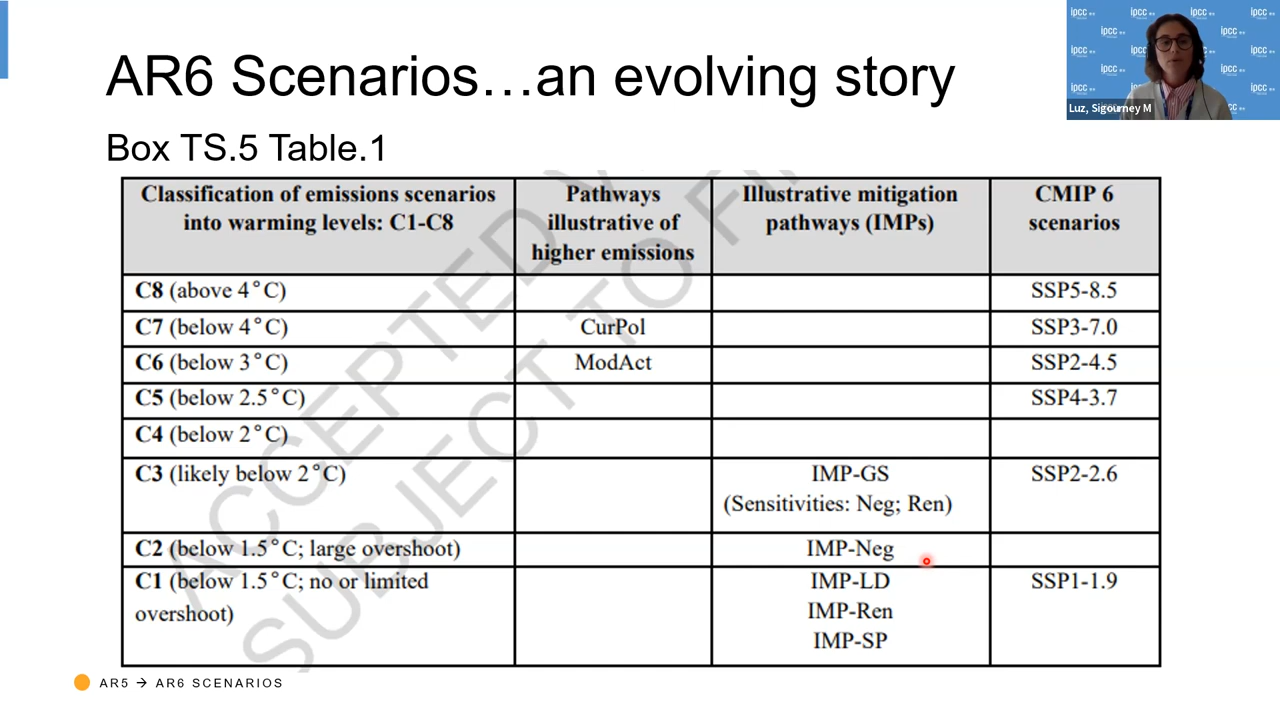 AR6 Scenarios…an evolving story
Box TS.5 Table.1
ipcc
Luz, Sigourney M
Classification of emissions scenarios
into warming levels: C1-C8
Pathways
illustrative of
higher emissions
Illustrative mitigation
pathways (IMPs)
CMIP 6
scenarios
C8 (above 4°C)
SSP5-8.5
C7 (below 4°C)
CurPol
SSP3-7.0
C6 (below 3°C)
ModAct
SSP2-4.5
C5 (below 2.5°C)
SSP4-3.7
C4 (below 2°C)
C3 (likely below 2°C)
IMP-GS
(Sensitivities: Neg; Ren)
SSP2-2.6
C2 (below 1.5°C; large overshoot)
IMP-Neg
C1 (below 1.5°C; no or limited
overshoot)
IMP-LD
IMP-Ren
IMP-SP
SSP1-1.9
ACCEPTED
SUBJECT TO
AR5 → AR6 SCENARIOS